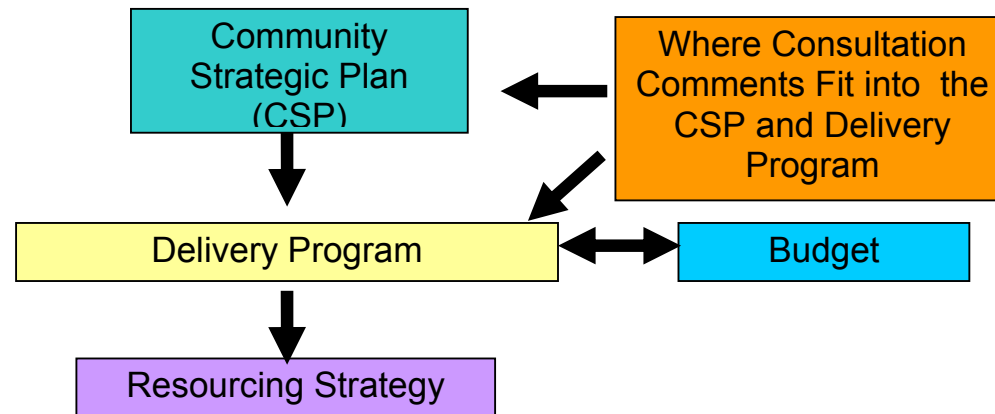 Community
Strategic Plan
(CSP)
Where Consultation
Comments Fit into the
CSP and Delivery
Program
Delivery Program
Budget
Resourcing Strategy